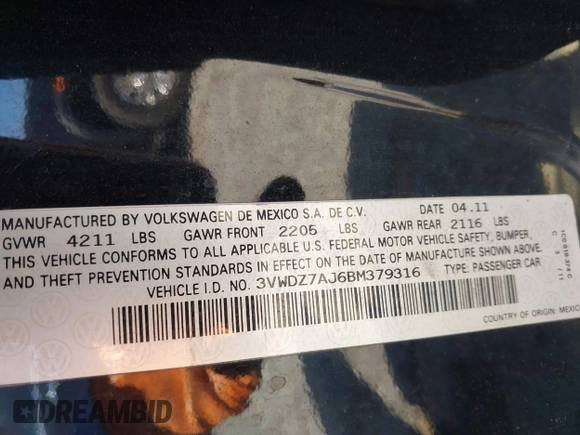 MANUFACTURED BY VOLKSWAGEN DE MEXICO S.A. DE C.V. DATE 04.11
GVWR 4211 LBS GAWR FRONT 2205 LBS GAWR REAR 2116 LBS
THIS VEHICLE CONFORMS TO ALL APPLICABLE U.S. FEDERAL MOTOR VEHICLE SAFETY, BUMPER,
AND THEFT PREVENTION STANDARDS IN EFFECT ON THE DATE OF MANUFACTURE SHOWN ABOVE.
VEHICLE I.D. NO. 3VWDZ7AJ6BM379316 TYPE: PASSENGER CAR
COUNTRY OF ORIGIN: MEXICO
DREAMBID